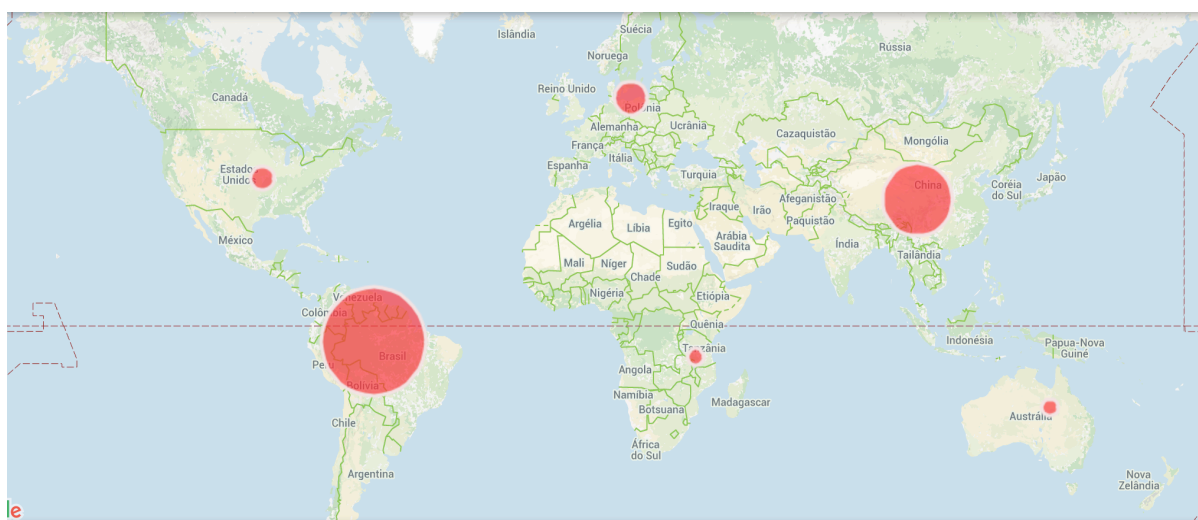 Islândia
Suécia
Noruega
Rússia
Canadá
Reino Unido
Polônia
Alemanha
Ucrânia
França
Cazaquistão
Mongólia
Itália
Espanha
Estados
Unidos
Turquia
China
Japão
Coréia
do Sul
Afeganistão
Iraque
Irão
Paquistão
México
Argélia
Líbia
Egito
Arábia
Saudita
Índia
Tailândia
Mali
Níger
Sudão
Chade
Venezuela
Nigéria
Etiópia
Colômbia
Quênia
Indonésia
Papua-Nova
Guiné
Tanzânia
Brasil
Peru
Angola
Bolívia
Namíbia
Botsuana
Madagascar
Austrália
Chile
África
do Sul
Argentina
Nova
Zelândia
le